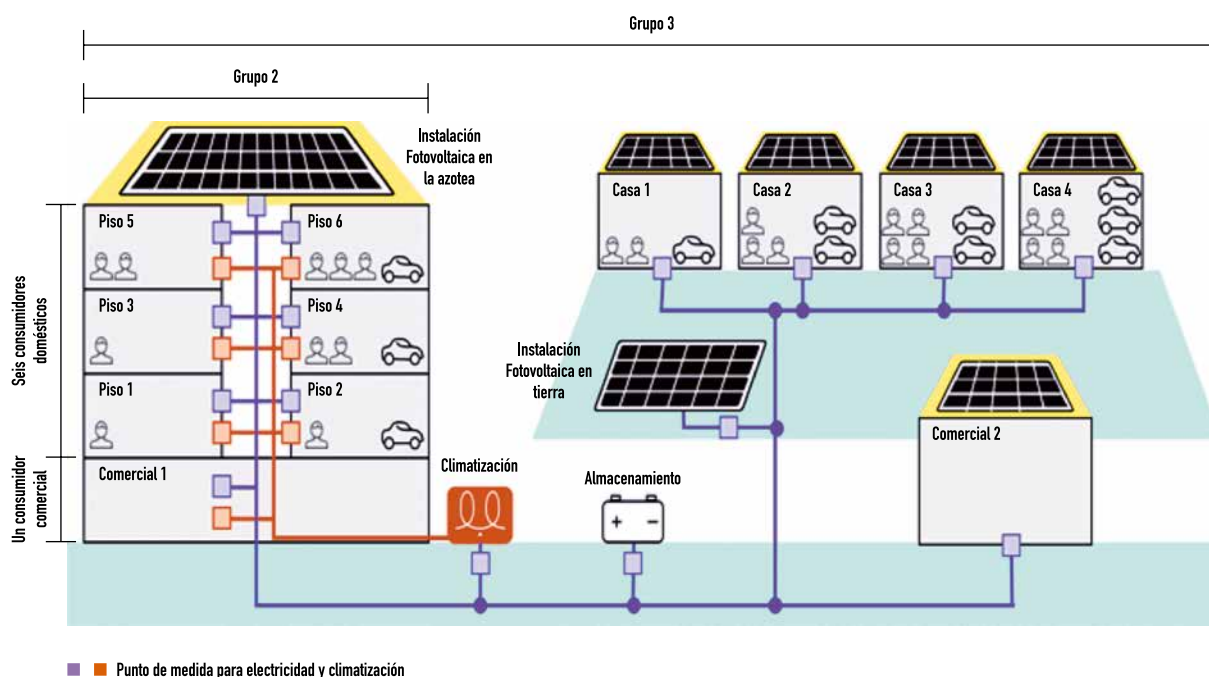 Grupo 3
Grupo 2
Instalación
Fotovoltaica en
la azotea
Seis consumidores
domésticos
Piso 5
Piso 6
Piso 3
Piso 4
Piso 1
Piso 2
Un consumidor
comercial
Comercial 1
Climatización
Almacenamiento
+ −
Instalación
Fotovoltaica en
tierra
Casa 1
Casa 2
Casa 3
Casa 4
Comercial 2
Punto de medida para electricidad y climatización